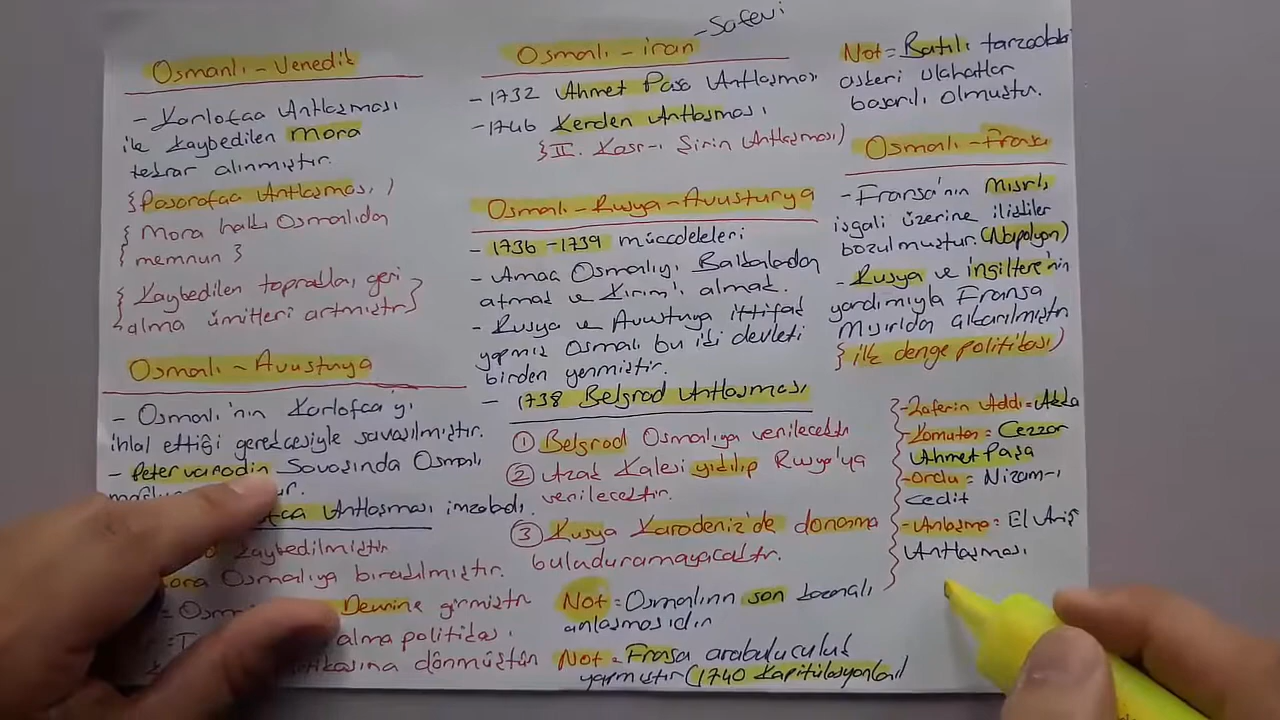 Osmanlı - Venedik
- Karlofça Antlaşması
ile kaybedilen Mora
tekrar alınmıştır.
{Pasarofça Antlaşması}
{Mora halkı Osmanlıdan
memnun}
{Kaybedilen toprakları geri
alma ümitleri artmıştır}
Osmanlı - Avusturya
- Osmanlı'nın Karlofça'yı
ihlal ettiği gerekçesiyle savaşılmıştır.
- Petervaradin Savaşında Osmanlı
Antlaşması imzaladı.
kaybedilmiştir
Mora Osmanlıya bırakılmıştır.
Devrine girmiştir
alma politikası
dönmüştür
Osmanlı - iran - Safevi
- 1732 Ahmet Paşa Antlaşması
- 1746 Kerden Antlaşması
{II. Kasr-ı Şirin Antlaşması}
Osmanlı - Rusya - Avusturya
- 1736 - 1739 mücadeleleri
- Amaç Osmanlıyı Balkanlardan
atmak ve Kırım'ı almak.
- Rusya ve Avusturya ittifak
yapmış Osmanlı bu iki devleti
birden yenmiştir.
- 1738 Belgrad Antlaşması
① Belgrad Osmanlıya verilecektir
② Azak Kalesi yıkılıp Rusya'ya
verilecektir.
③ Rusya Karadeniz'de donanma
bulunduramayacaktır.
Not = Osmanlının son kazançlı
anlaşmasıdır
Not = Fransa arabuluculuk
yapmıştır (1740 Kapitülasyonları)
Not = Batılı tarzdaki
askeri ıslahatlar
başarılı olmuştur.
Osmanlı - Fransa
- Fransa'nın Mısır'ı
işgali üzerine ilişkiler
bozulmuştur. (Napolyon)
- Rusya ve İngiltere'nin
yardımıyla Fransa
Mısırdan çıkarılmıştır
{ilk denge politikası}
- Zaferin Adı = Akka
- Komutan = Cezzar
Ahmet Paşa
- Ordu = Nizam-ı
Cedit
- Anlaşma = El Ariş
Antlaşması